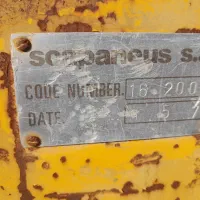 scapaneus s.
CODE NUMBER. 16.200
DATE. 5